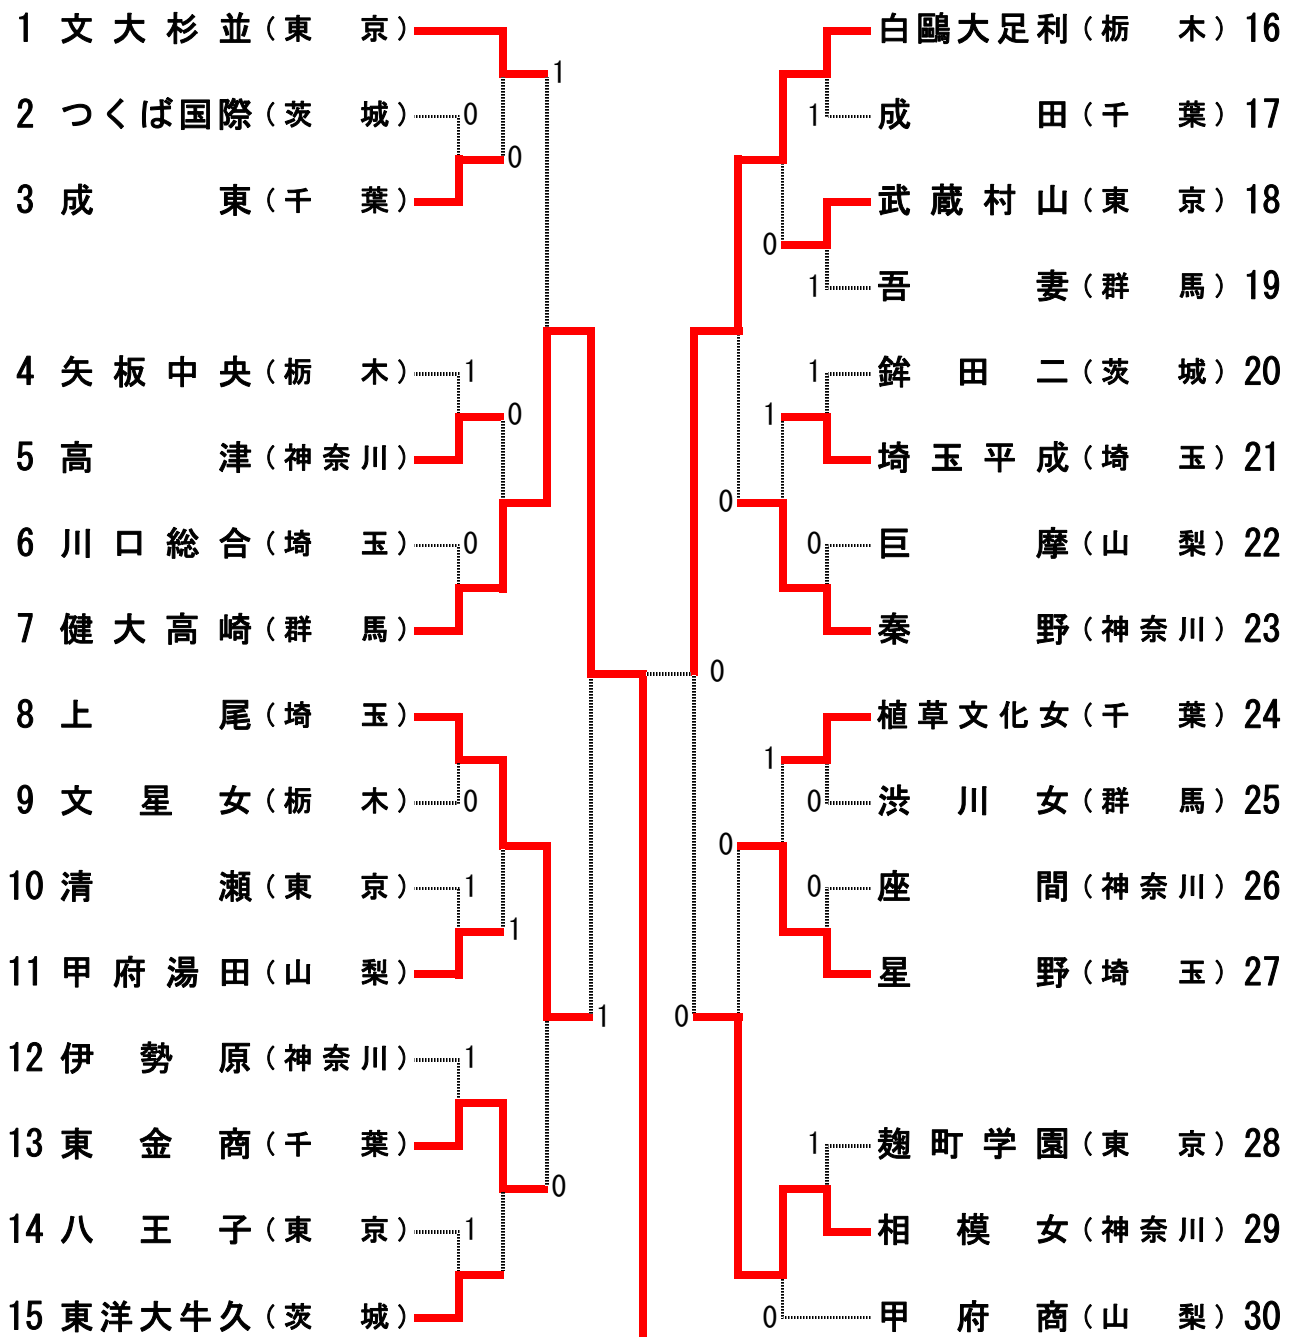 1 文大杉並（東 京） 白鷗大足利（栃 木）16
1
2 つくば国際（茨 城）0 1 成 田（千 葉）17
0
3 成 東（千 葉） 武蔵村山（東 京）18
0
1 吾 妻（群 馬）19
4 矢板中央（栃 木）1 1 鉾田二（茨 城）20
0 1
5 高 津（神奈川） 埼玉平成（埼 玉）21
0
6 川口総合（埼 玉）0 0 巨 摩（山 梨）22
7 健大高崎（群 馬） 秦 野（神奈川）23
0
8 上 尾（埼 玉） 植草文化女（千 葉）24
1
9 文星女（栃 木）0 0 渋川女（群 馬）25
0
10 清 瀬（東 京）1 0 座 間（神奈川）26
1
11 甲府湯田（山 梨） 星 野（埼 玉）27
1 0
12 伊勢原（神奈川）1
13 東金商（千 葉） 1 麹町学園（東 京）28
0
14 八王子（東 京）1 相模女（神奈川）29
15 東洋大牛久（茨 城） 0 甲府商（山 梨）30